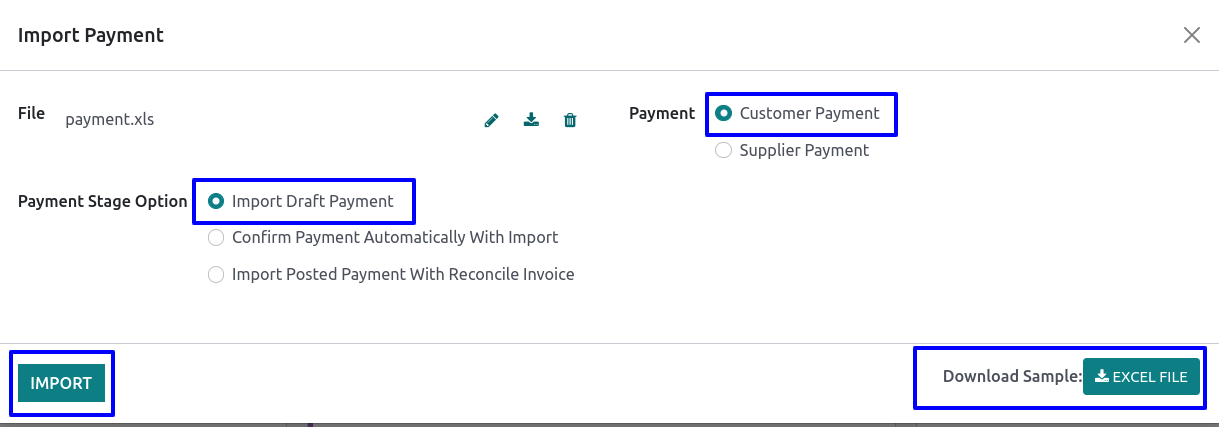 Import Payment
File payment.xls
Payment Customer Payment
Supplier Payment
Payment Stage Option Import Draft Payment
Confirm Payment Automatically With Import
Import Posted Payment With Reconcile Invoice
IMPORT
Download Sample: EXCEL FILE